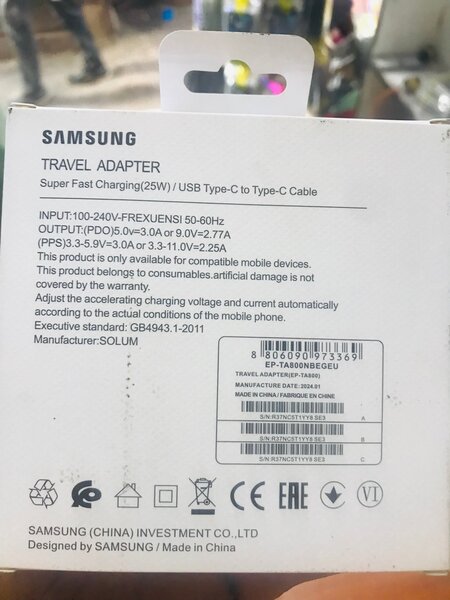 SAMSUNG
TRAVEL ADAPTER
Super Fast Charging(25W) / USB Type-C to Type-C Cable
INPUT:100-240V-FREXUENSI 50-60Hz
OUTPUT:(PDO)5.0v=3.0A or 9.0V=2.77A
(PPS)3.3-5.9V=3.0A or 3.3-11.0V=2.25A
This product is only available for compatible mobile devices.
This product belongs to consumables.artificial damage is not
covered by the warranty.
Adjust the accelerating charging voltage and current automatically
according to the actual conditions of the mobile phone.
Executive standard: GB4943.1-2011
Manufacturer:SOLUM
8 806090 973369
EP-TA800NBEGEU
TRAVEL ADAPTER(EP-TA800)
MANUFACTURE DATE:2024.01
MADE IN CHINA / FABRIQUE EN CHINE
S/N:R37NC5T1YY8 SE3 A
S/N:R37NC5T1YY8 SE3 B
S/N:R37NC5T1YY8 SE3 C
CE EAC VI
SAMSUNG (CHINA) INVESTMENT CO.,LTD
Designed by SAMSUNG / Made in China